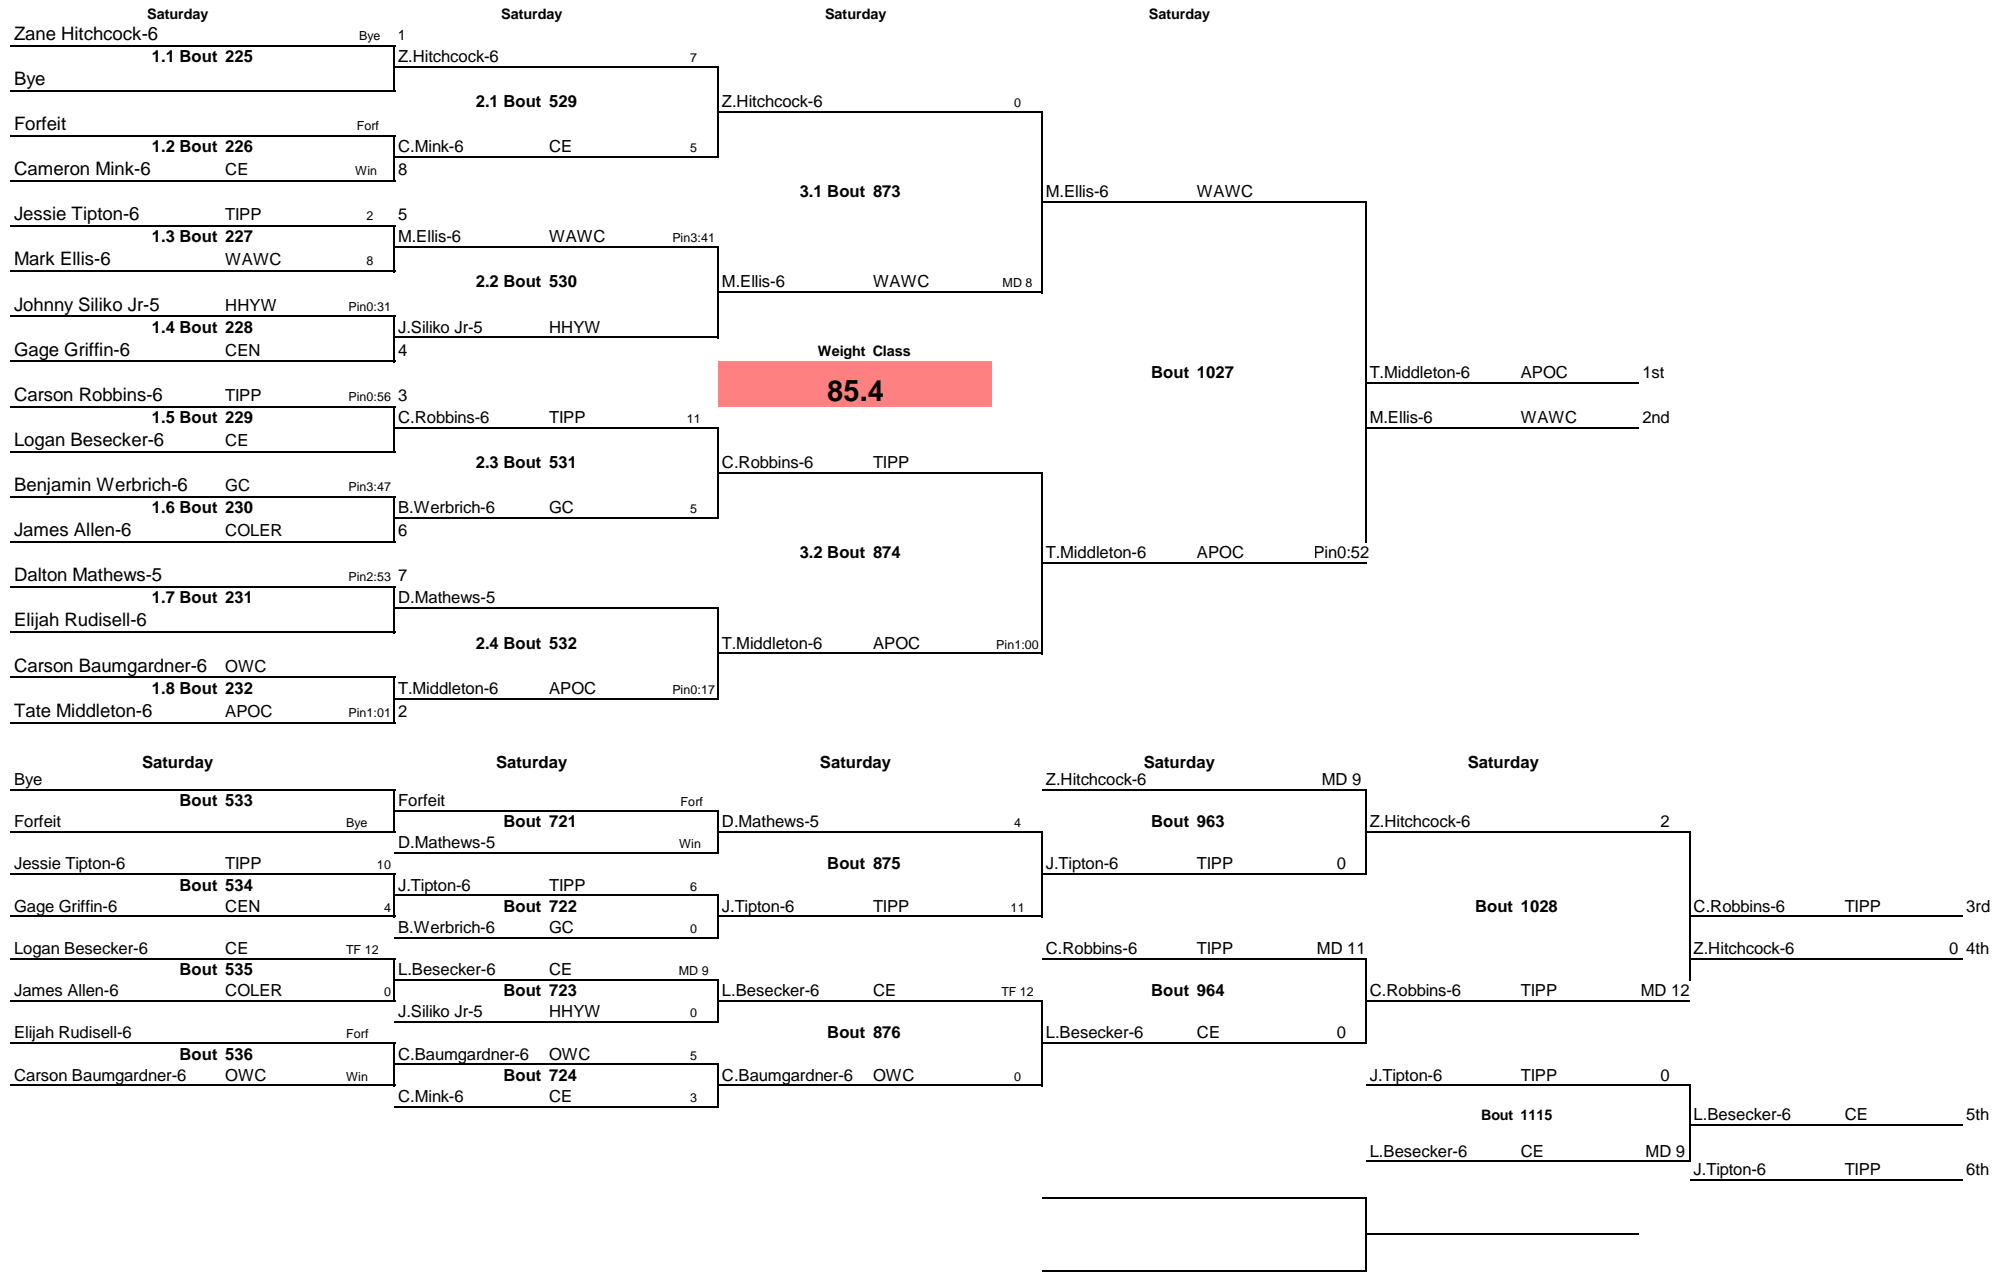 Saturday Saturday Saturday Saturday
Zane Hitchcock-6 Bye 1
1.1 Bout 225 Z.Hitchcock-6 7
Bye
2.1 Bout 529 Z.Hitchcock-6 0
Forfeit Forf
1.2 Bout 226 C.Mink-6 CE 5
Cameron Mink-6 CE Win 8
3.1 Bout 873 M.Ellis-6 WAWC
Jessie Tipton-6 TIPP 2 5
1.3 Bout 227 M.Ellis-6 WAWC Pin3:41
Mark Ellis-6 WAWC 8
2.2 Bout 530 M.Ellis-6 WAWC MD 8
Johnny Siliko Jr-5 HHYW Pin0:31
1.4 Bout 228 J.Siliko Jr-5 HHYW
Gage Griffin-6 CEN 4 Weight Class
Bout 1027 T.Middleton-6 APOC 1st
Carson Robbins-6 TIPP Pin0:56 3 85.4
1.5 Bout 229 C.Robbins-6 TIPP 11 M.Ellis-6 WAWC 2nd
Logan Besecker-6 CE
2.3 Bout 531 C.Robbins-6 TIPP
Benjamin Werbrich-6 GC Pin3:47
1.6 Bout 230 B.Werbrich-6 GC 5
James Allen-6 COLER 6
3.2 Bout 874 T.Middleton-6 APOC Pin0:52
Dalton Mathews-5 Pin2:53 7
1.7 Bout 231 D.Mathews-5
Elijah Rudisell-6
2.4 Bout 532 T.Middleton-6 APOC Pin1:00
Carson Baumgardner-6 OWC
1.8 Bout 232 T.Middleton-6 APOC Pin0:17
Tate Middleton-6 APOC Pin1:01 2
Saturday Saturday Saturday Saturday Saturday
Bye Z.Hitchcock-6 MD 9
Bout 533 Forfeit Forf
Forfeit Bye Bout 721 D.Mathews-5 4 Bout 963 Z.Hitchcock-6 2
D.Mathews-5 Win
Jessie Tipton-6 TIPP 10 Bout 875 J.Tipton-6 TIPP 0
Bout 534 J.Tipton-6 TIPP 6
Gage Griffin-6 CEN 4 Bout 722 J.Tipton-6 TIPP 11 Bout 1028 C.Robbins-6 TIPP 3rd
B.Werbrich-6 GC 0
Logan Besecker-6 CE TF 12 C.Robbins-6 TIPP MD 11 Z.Hitchcock-6 0 4th
Bout 535 L.Besecker-6 CE MD 9
James Allen-6 COLER 0 Bout 723 L.Besecker-6 CE TF 12 Bout 964 C.Robbins-6 TIPP MD 12
J.Siliko Jr-5 HHYW 0
Elijah Rudisell-6 Forf Bout 876 L.Besecker-6 CE 0
Bout 536 C.Baumgardner-6 OWC 5
Carson Baumgardner-6 OWC Win Bout 724 C.Baumgardner-6 OWC 0 J.Tipton-6 TIPP 0
C.Mink-6 CE 3
Bout 1115 L.Besecker-6 CE 5th
L.Besecker-6 CE MD 9
J.Tipton-6 TIPP 6th